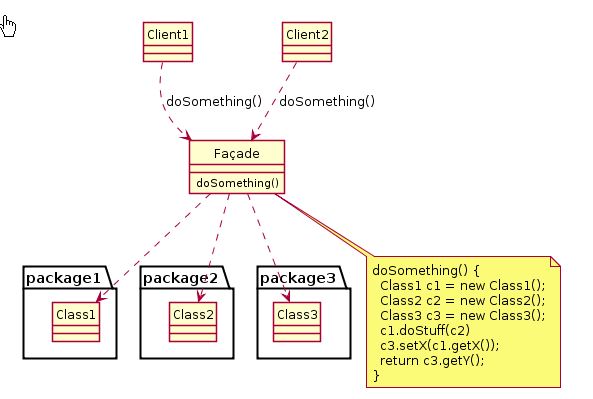 Client1
Client2
doSomething()
doSomething()
Façade
doSomething()
package1
package2
package3
Class1
Class2
Class3
doSomething() {
Class1 c1 = new Class1();
Class2 c2 = new Class2();
Class3 c3 = new Class3();
c1.doStuff(c2)
c3.setX(c1.getX());
return c3.getY();
}